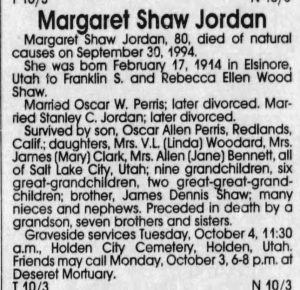 T 10/3 N 10/3
Margaret Shaw Jordan
Margaret Shaw Jordan, 80, died of natural
causes on September 30, 1994.
She was born February 17, 1914 in Elsinore,
Utah to Franklin S. and Rebecca Ellen Wood
Shaw.
Married Oscar W. Perris; later divorced. Mar-
ried Stanley C. Jordan; later divorced.
Survived by son, Oscar Allen Perris, Redlands,
Calif.; daughters, Mrs. V.L. (Linda) Woodard, Mrs.
James (Mary) Clark, Mrs. Allen (Jane) Bennett, all
of Salt Lake City, Utah; nine grandchildren, six
great-grandchildren, two great-great-grand-
children; brother, James Dennis Shaw; many
nieces and nephews. Preceded in death by a
grandson, seven brothers and sisters.
Graveside services Tuesday, October 4, 11:30
a.m., Holden City Cemetery, Holden, Utah.
Friends may call Monday, October 3, 6-8 p.m. at
Deseret Mortuary.
T 10/3 N 10/3